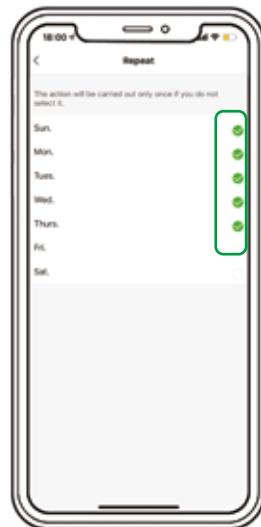 18:00
Repeat
The action will be carried out only once if you do not
select it.
Sun.
Mon.
Tues.
Wed.
Thurs.
Fri.
Sat.